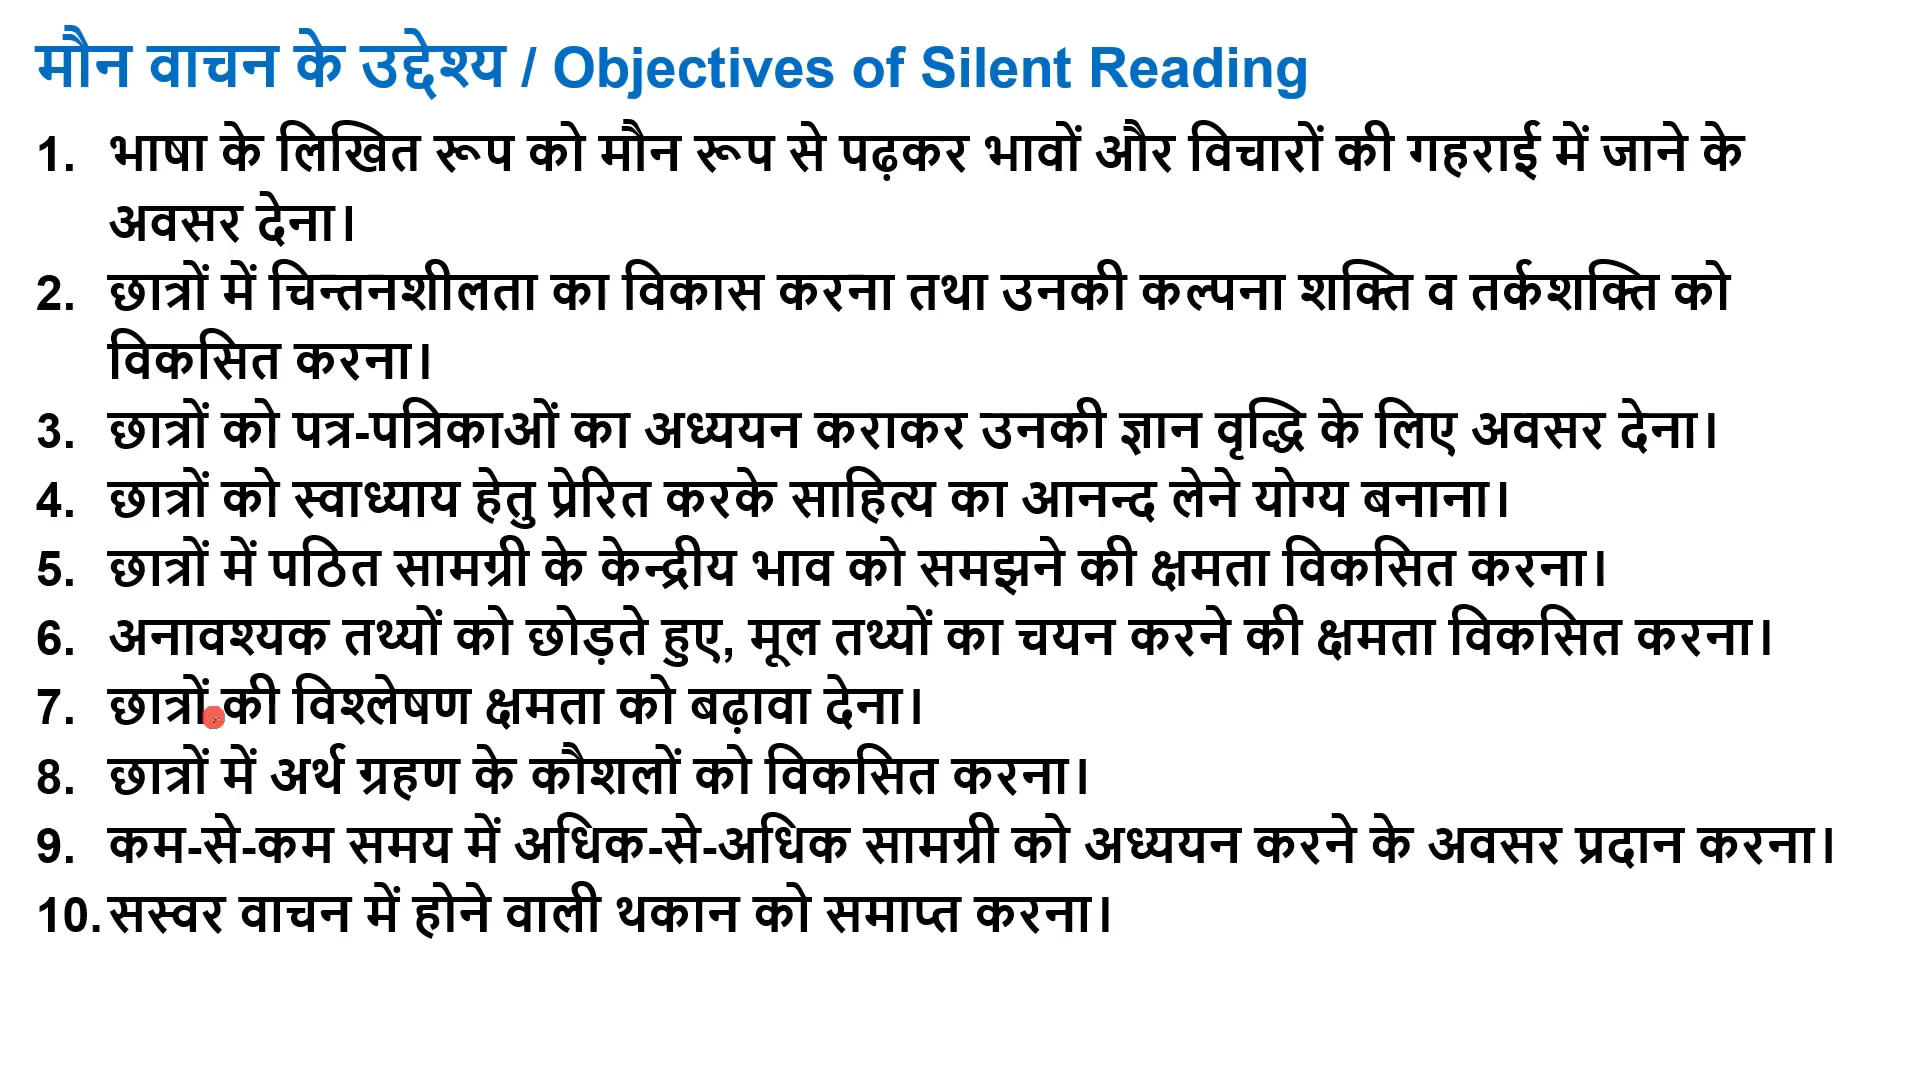 मौन वाचन के उद्देश्य / Objectives of Silent Reading
1. भाषा के लिखित रूप को मौन रूप से पढ़कर भावों और विचारों की गहराई में जाने के
अवसर देना।
2. छात्रों में चिन्तनशीलता का विकास करना तथा उनकी कल्पना शक्ति व तर्कशक्ति को
विकसित करना।
3. छात्रों को पत्र-पत्रिकाओं का अध्ययन कराकर उनकी ज्ञान वृद्धि के लिए अवसर देना।
4. छात्रों को स्वाध्याय हेतु प्रेरित करके साहित्य का आनन्द लेने योग्य बनाना।
5. छात्रों में पठित सामग्री के केन्द्रीय भाव को समझने की क्षमता विकसित करना।
6. अनावश्यक तथ्यों को छोड़ते हुए, मूल तथ्यों का चयन करने की क्षमता विकसित करना।
7. छात्रों की विश्लेषण क्षमता को बढ़ावा देना।
8. छात्रों में अर्थ ग्रहण के कौशलों को विकसित करना।
9. कम-से-कम समय में अधिक-से-अधिक सामग्री को अध्ययन करने के अवसर प्रदान करना।
10. सस्वर वाचन में होने वाली थकान को समाप्त करना।